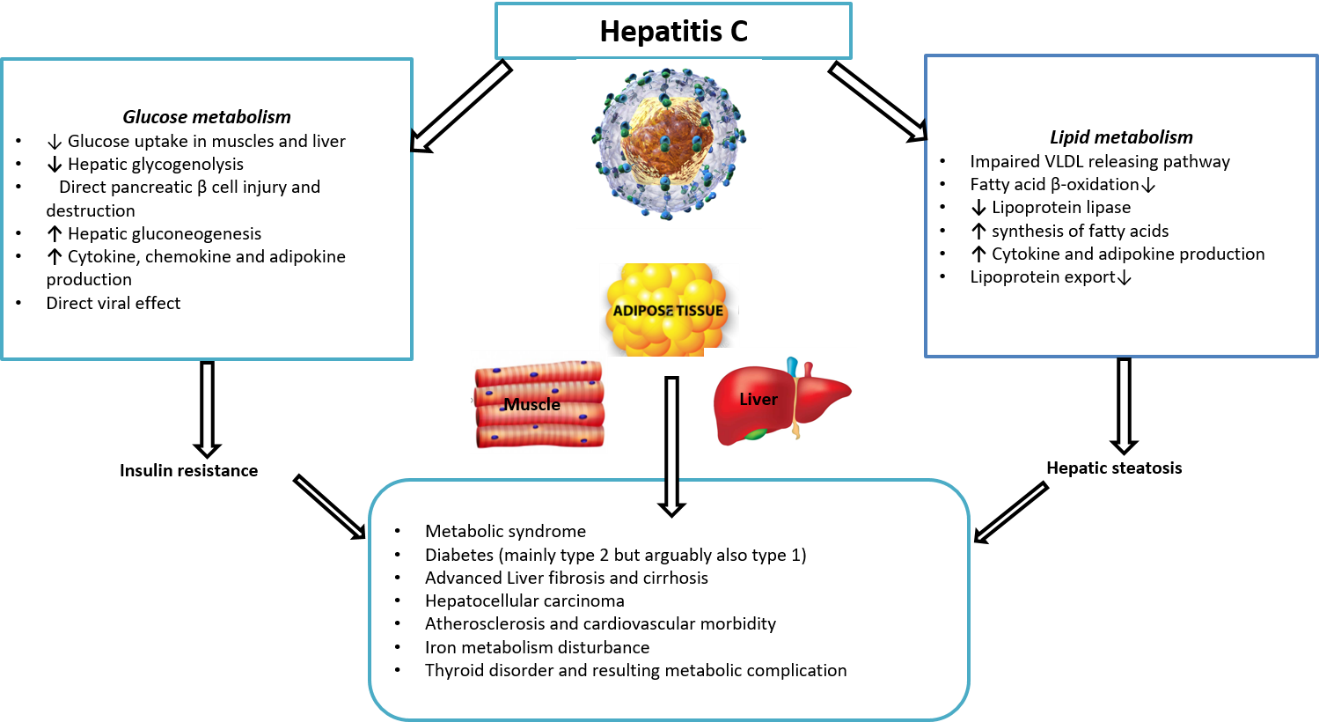 Hepatitis C
Glucose metabolism
• ↓ Glucose uptake in muscles and liver
• ↓ Hepatic glycogenolysis
• Direct pancreatic β cell injury and
destruction
• ↑ Hepatic gluconeogenesis
• ↑ Cytokine, chemokine and adipokine
production
• Direct viral effect
Lipid metabolism
• Impaired VLDL releasing pathway
• Fatty acid β-oxidation↓
• ↓ Lipoprotein lipase
• ↑ synthesis of fatty acids
• ↑ Cytokine and adipokine production
• Lipoprotein export↓
ADIPOSE TISSUE
Muscle
Liver
Insulin resistance
Hepatic steatosis
• Metabolic syndrome
• Diabetes (mainly type 2 but arguably also type 1)
• Advanced Liver fibrosis and cirrhosis
• Hepatocellular carcinoma
• Atherosclerosis and cardiovascular morbidity
• Iron metabolism disturbance
• Thyroid disorder and resulting metabolic complication